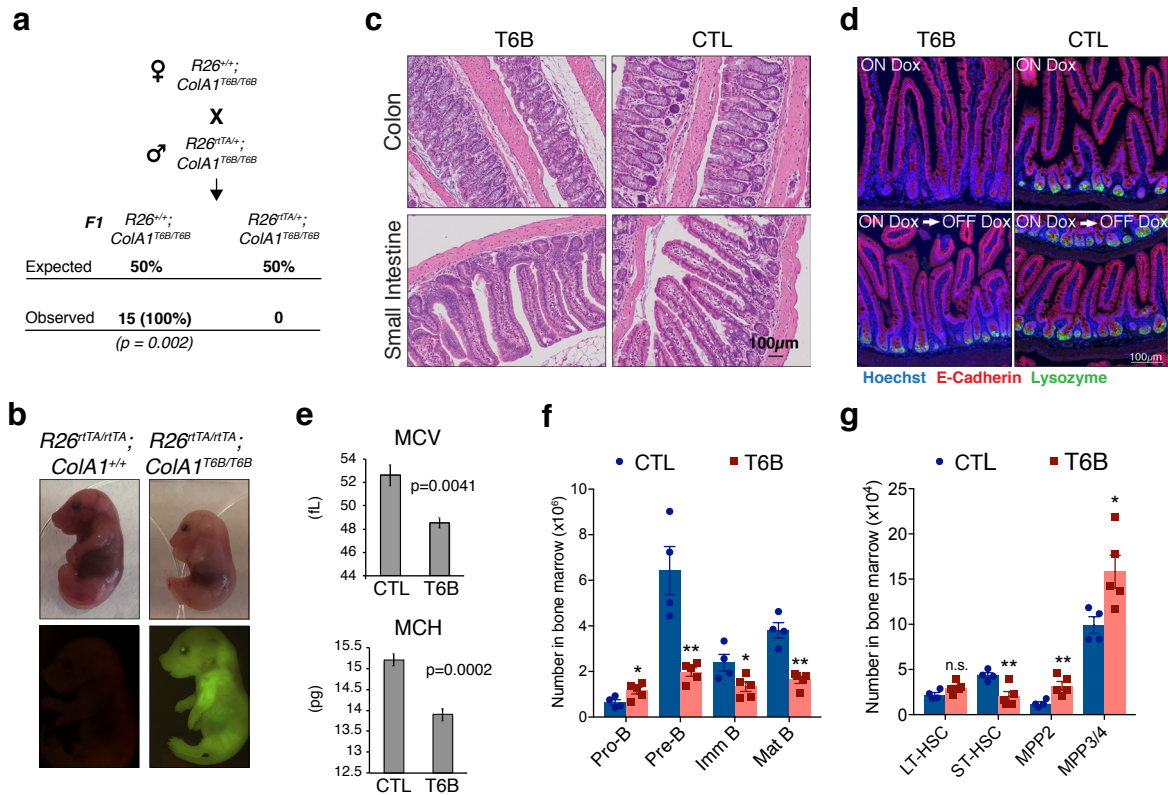 a
♀ R26+/+;
ColA1T6B/T6B
X
♂ R26rtTA/+;
ColA1T6B/T6B
F1 R26+/+; R26rtTA/+;
ColA1T6B/T6B ColA1T6B/T6B
Expected 50% 50%
Observed 15 (100%) 0
(p = 0.002)
b
R26rtTA/rtTA; R26rtTA/rtTA;
ColA1+/+ ColA1T6B/T6B
c
T6B CTL
Colon
Small Intestine
100µm
d
T6B CTL
ON Dox ON Dox
ON Dox → OFF Dox ON Dox → OFF Dox
100µm
Hoechst E-Cadherin Lysozyme
e
MCV
(fL)
54
52
50
48
46
44
p=0.0041
CTL T6B
MCH
(pg)
15.5
15
14.5
14
13.5
13
12.5
p=0.0002
CTL T6B
f
CTL T6B
Number in bone marrow (x10⁶)
10
8
6
4
2
0
* ** * **
Pro-B Pre-B Imm B Mat B
g
CTL T6B
Number in bone marrow (x10⁴)
25
20
15
10
5
0
n.s. ** ** *
LT-HSC ST-HSC MPP2 MPP3/4